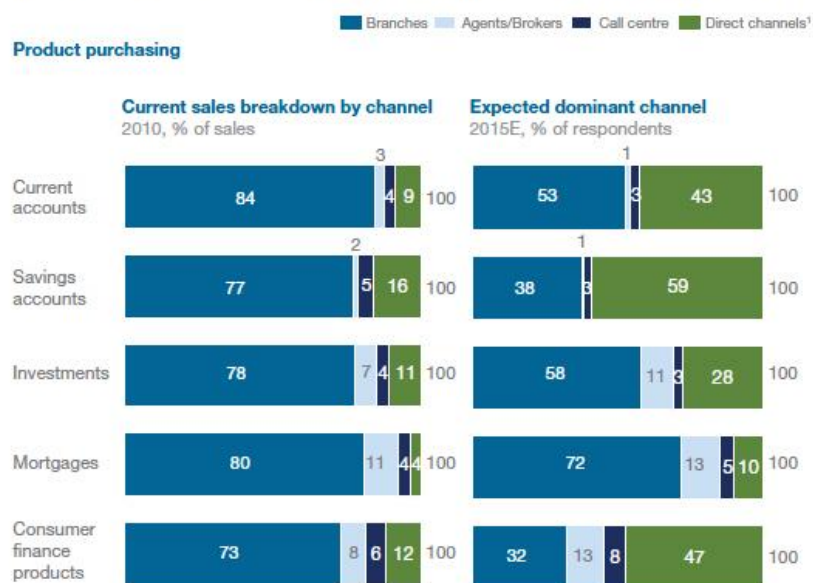 Branches Agents/Brokers Call centre Direct channels¹
Product purchasing
Current sales breakdown by channel
2010, % of sales
Expected dominant channel
2015E, % of respondents
Current
accounts
3
84 4 9 100
1
53 3 43 100
Savings
accounts
2
77 5 16 100
1
38 3 59 100
Investments
78 7 4 11 100
58 11 3 28 100
Mortgages
80 11 4 4 100
72 13 5 10 100
Consumer
finance
products
73 8 6 12 100
32 13 8 47 100